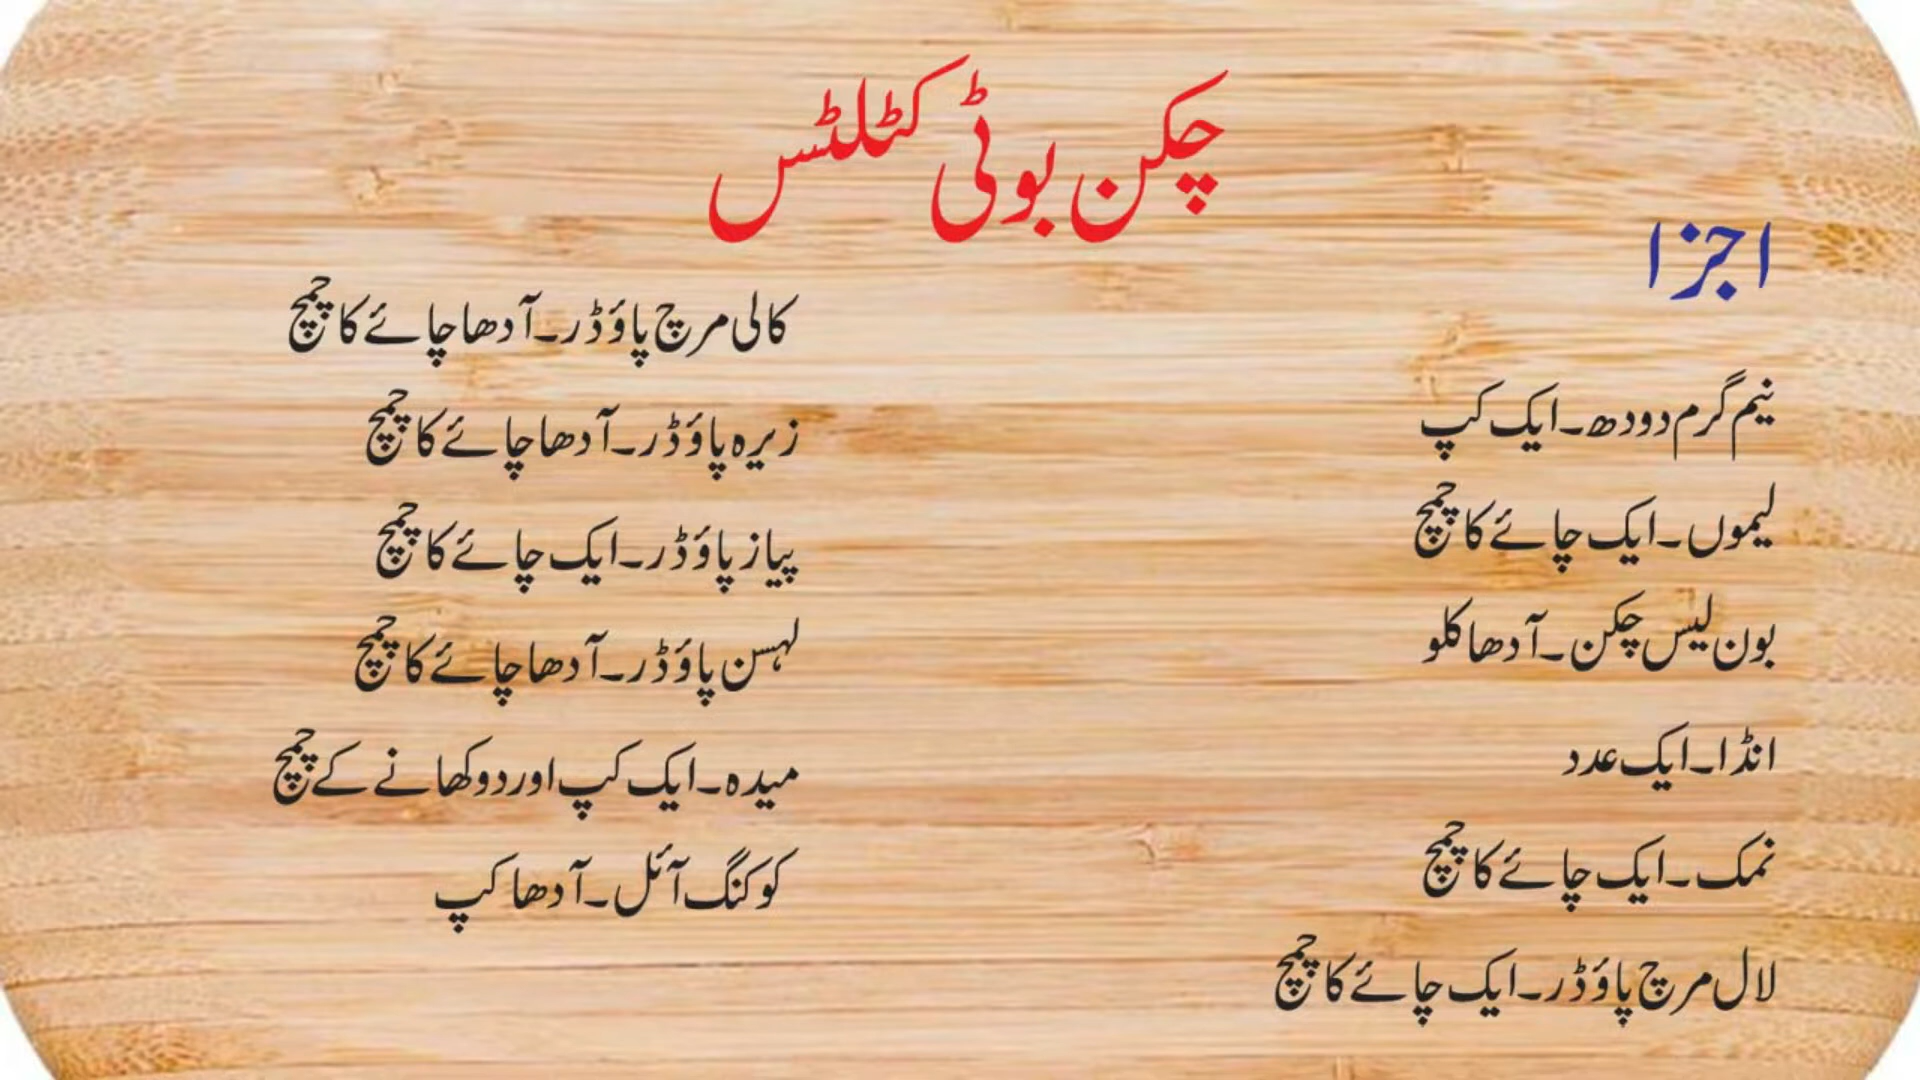 چکن بوٹی کٹلٹس
اجزا
نیم گرم دودھ۔ ایک کپ
لیموں۔ ایک چائے کا چمچ
بون لیس چکن۔ آدھا کلو
انڈا۔ ایک عدد
نمک۔ ایک چائے کا چمچ
لال مرچ پاؤڈر۔ ایک چائے کا چمچ
کالی مرچ پاؤڈر۔ آدھا چائے کا چمچ
زیرہ پاؤڈر۔ آدھا چائے کا چمچ
پیاز پاؤڈر۔ ایک چائے کا چمچ
لہسن پاؤڈر۔ آدھا چائے کا چمچ
میدہ۔ ایک کپ اور دو کھانے کے چمچ
کوکنگ آئل۔ آدھا کپ